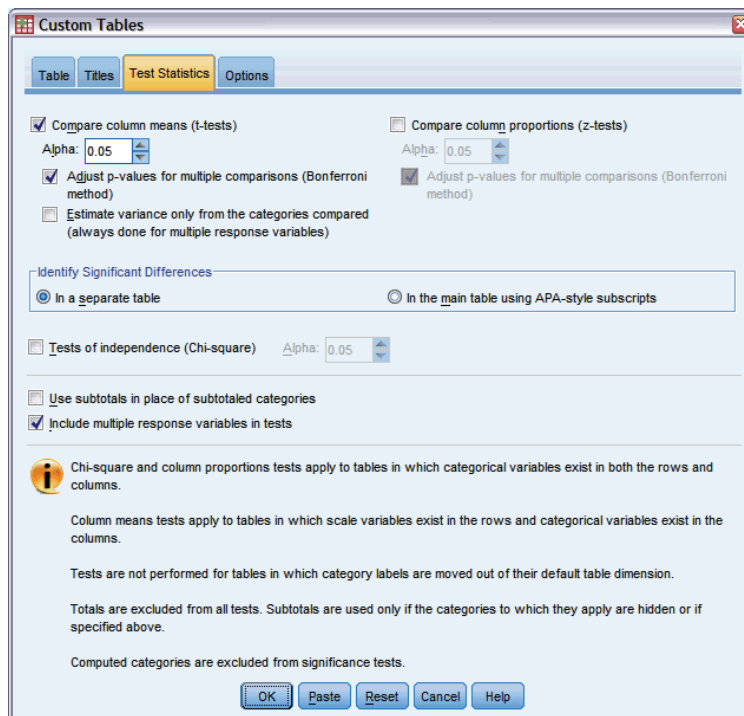 Custom Tables
Table Titles Test Statistics Options
Compare column means (t-tests)
Alpha: 0.05
Adjust p-values for multiple comparisons (Bonferroni
method)
Estimate variance only from the categories compared
(always done for multiple response variables)
Compare column proportions (z-tests)
Alpha: 0.05
Adjust p-values for multiple comparisons (Bonferroni
method)
Identify Significant Differences
In a separate table
In the main table using APA-style subscripts
Tests of independence (Chi-square) Alpha: 0.05
Use subtotals in place of subtotaled categories
Include multiple response variables in tests
Chi-square and column proportions tests apply to tables in which categorical variables exist in both the rows and
columns.
Column means tests apply to tables in which scale variables exist in the rows and categorical variables exist in the
columns.
Tests are not performed for tables in which category labels are moved out of their default table dimension.
Totals are excluded from all tests. Subtotals are used only if the categories to which they apply are hidden or if
specified above.
Computed categories are excluded from significance tests.
OK Paste Reset Cancel Help